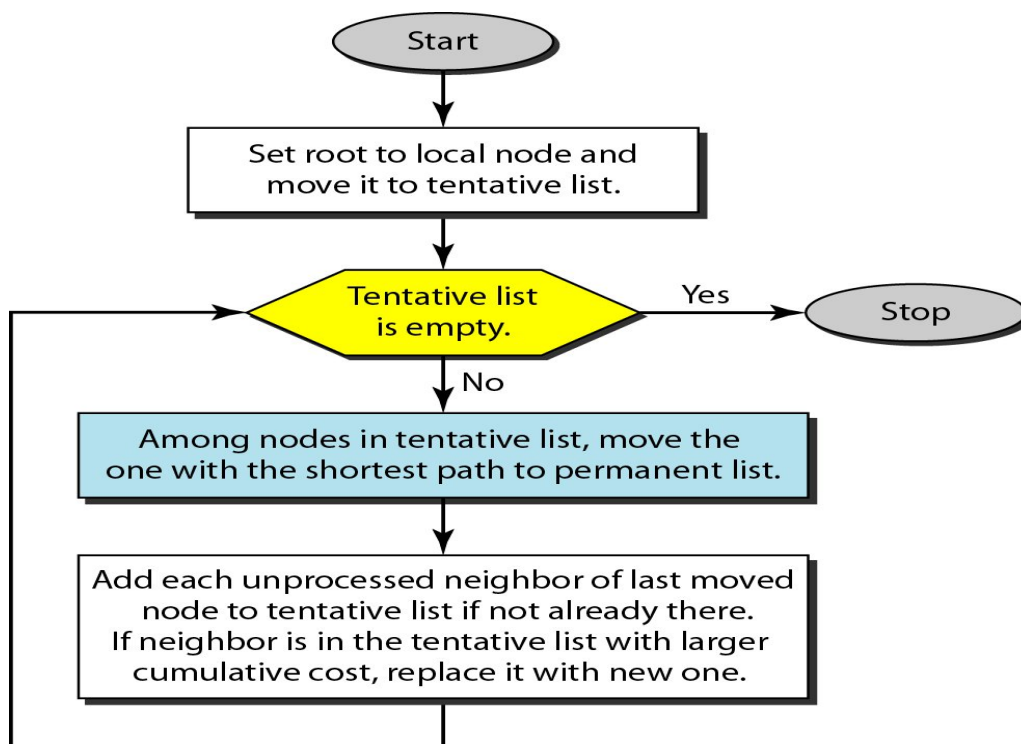 Start
Set root to local node and
move it to tentative list.
Tentative list
is empty.
Yes
Stop
No
Among nodes in tentative list, move the
one with the shortest path to permanent list.
Add each unprocessed neighbor of last moved
node to tentative list if not already there.
If neighbor is in the tentative list with larger
cumulative cost, replace it with new one.